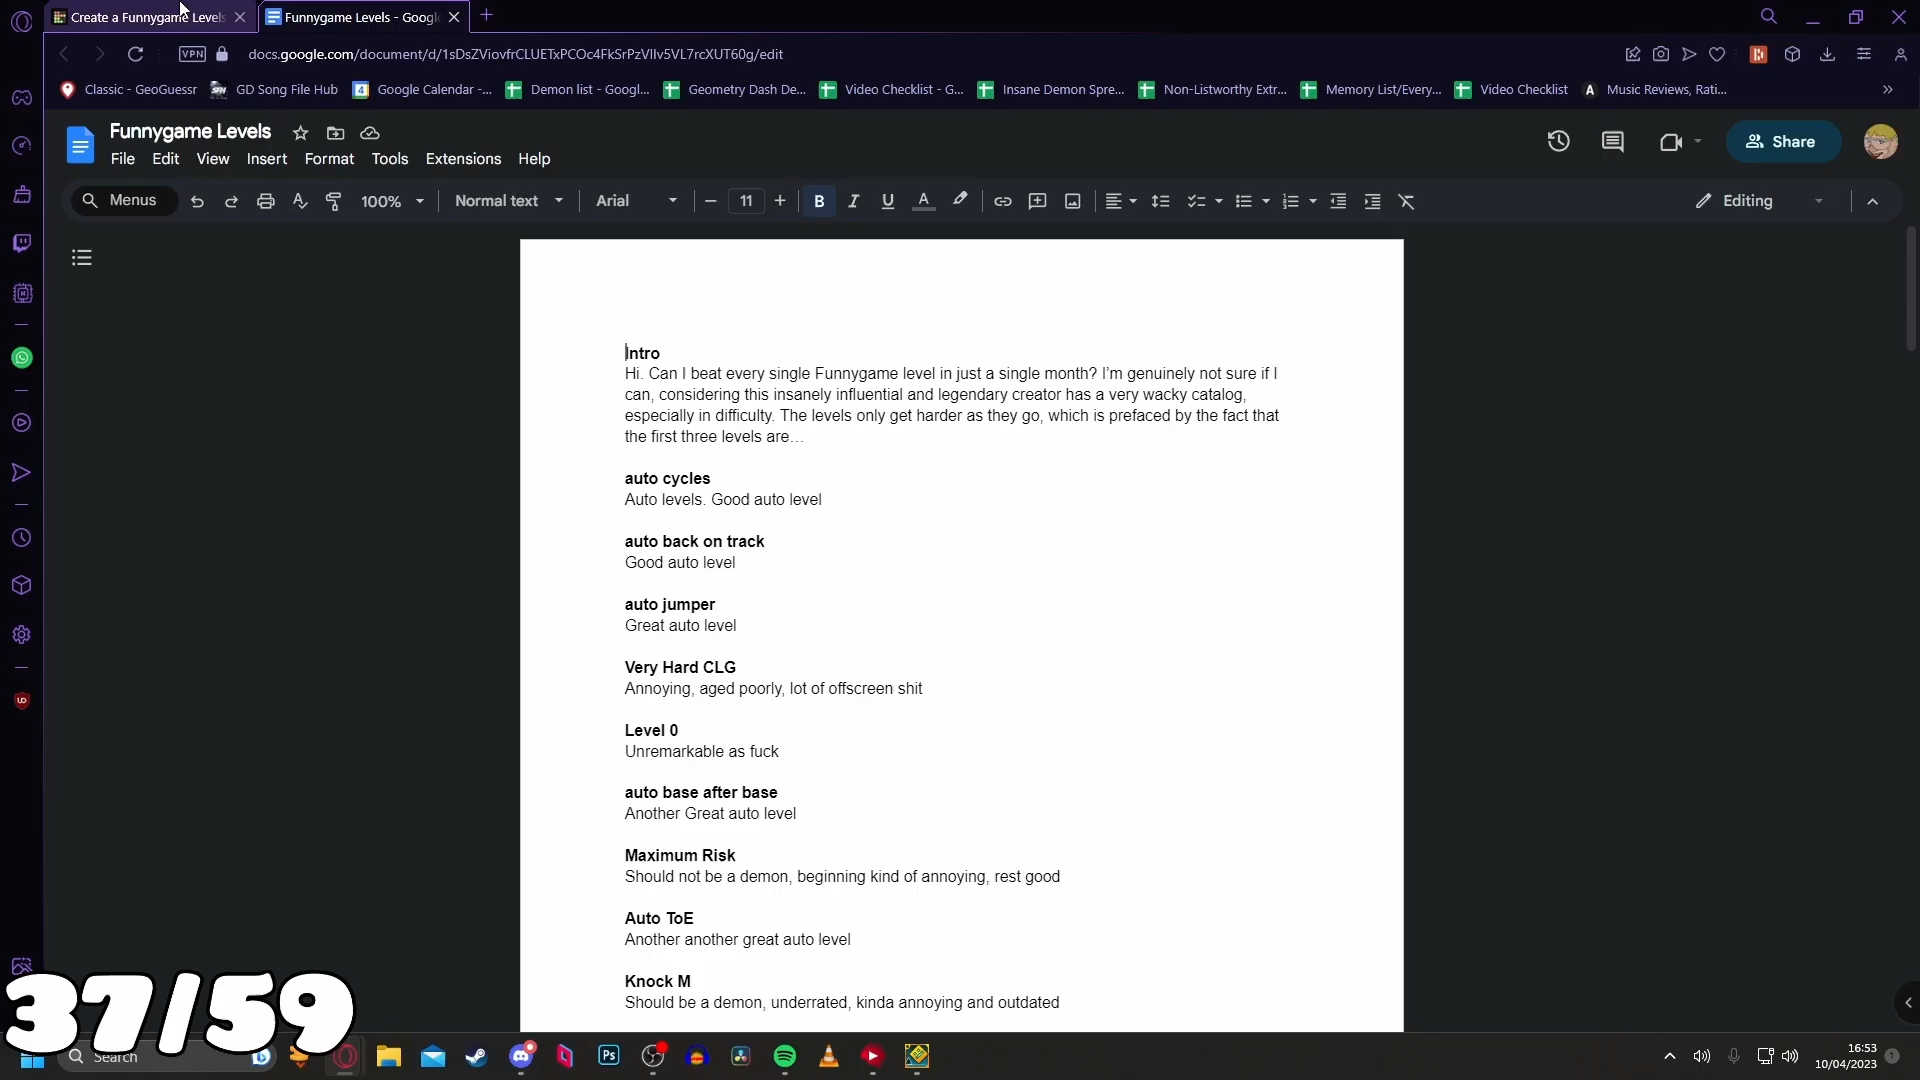 Create a Funnygame Levels
Funnygame Levels - Google
VPN
docs.google.com/document/d/1sDsZViovfrCLUETxPCOc4FkSrPzVIIv5VL7rcXUT60g/edit
Classic - GeoGuessr
GD Song File Hub
Google Calendar -...
Demon list - Googl...
Geometry Dash De...
Video Checklist - G...
Insane Demon Spre...
Non-Listworthy Extr...
Memory List/Every...
Video Checklist
Music Reviews, Rati...
Funnygame Levels
File Edit View Insert Format Tools Extensions Help
Share
Menus
100%
Normal text
Arial
11
B
Editing
Intro
Hi. Can I beat every single Funnygame level in just a single month? I'm genuinely not sure if I
can, considering this insanely influential and legendary creator has a very wacky catalog,
especially in difficulty. The levels only get harder as they go, which is prefaced by the fact that
the first three levels are…
auto cycles
Auto levels. Good auto level
auto back on track
Good auto level
auto jumper
Great auto level
Very Hard CLG
Annoying, aged poorly, lot of offscreen shit
Level 0
Unremarkable as fuck
auto base after base
Another Great auto level
Maximum Risk
Should not be a demon, beginning kind of annoying, rest good
Auto ToE
Another another great auto level
Knock M
Should be a demon, underrated, kinda annoying and outdated
37/59
Search
Ps
16:53
10/04/2023
1